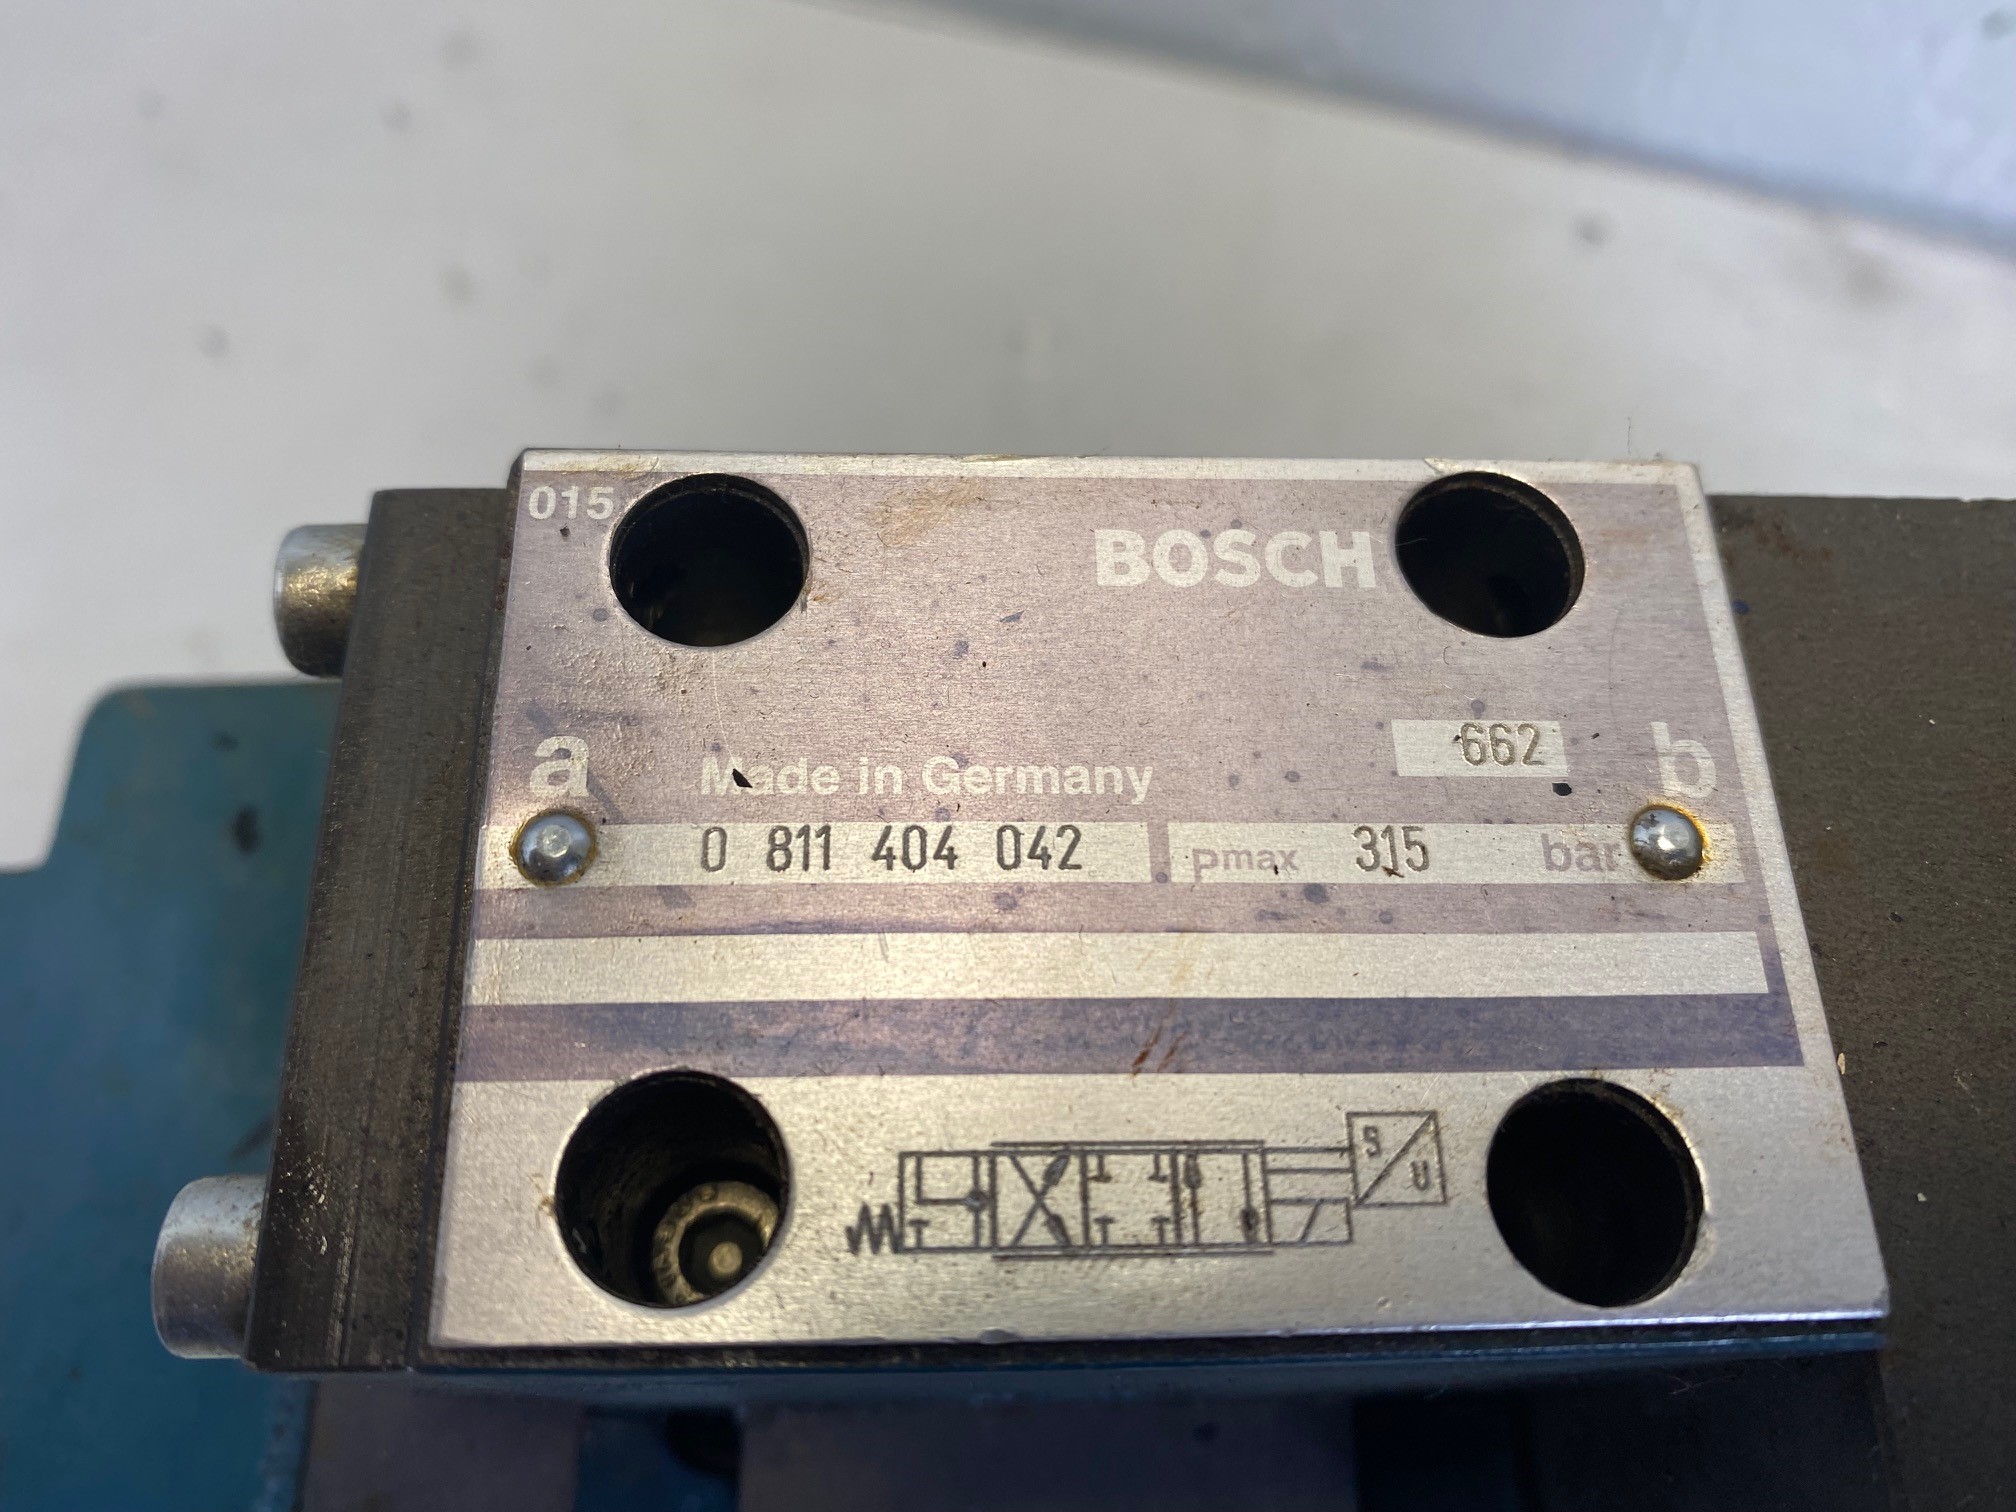 015
BOSCH
662
a
b
Made in Germany
0 811 404 042
pmax 315 bar
S
U